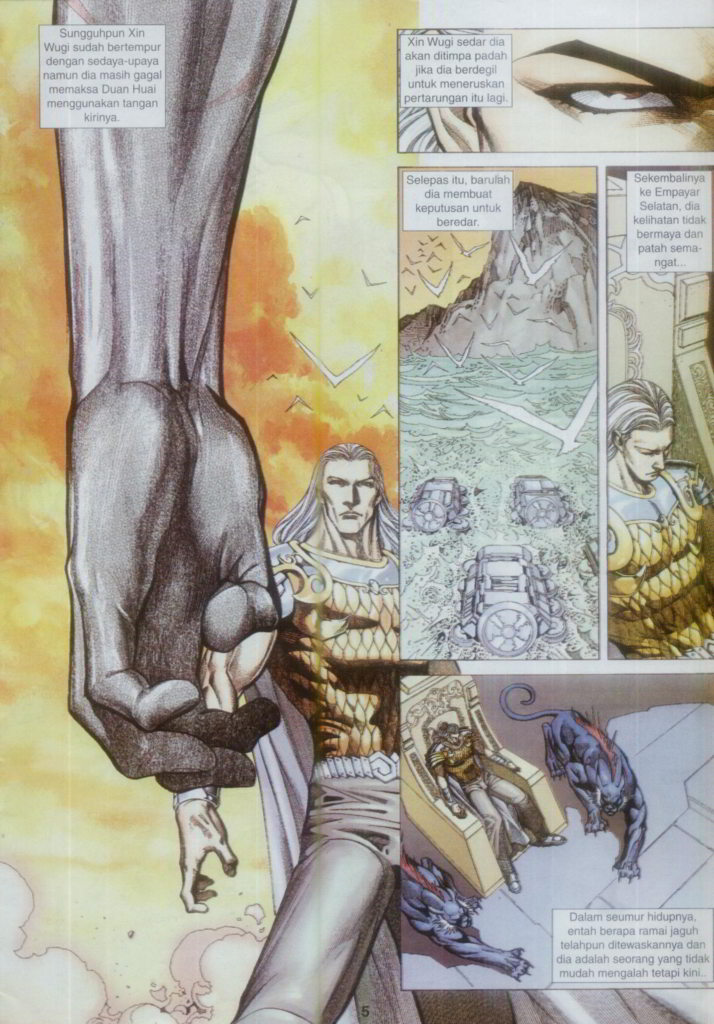 Sungguhpun Xin
Wugi sudah bertempur
dengan sedaya-upaya
namun dia masih gagal
memaksa Duan Huai
menggunakan tangan
kirinya.
Xin Wugi sedar dia
akan ditimpa padah
jika dia berdegil
untuk meneruskan
pertarungan itu lagi.
Selepas itu, barulah
dia membuat
keputusan untuk
beredar.
Sekembalinya
ke Empayar
Selatan, dia
kelihatan tidak
bermaya dan
patah sema-
ngat...
Dalam seumur hidupnya,
entah berapa ramai jaguh
telahpun ditewaskannya dan
dia adalah seorang yang tidak
mudah mengalah tetapi kini..
5